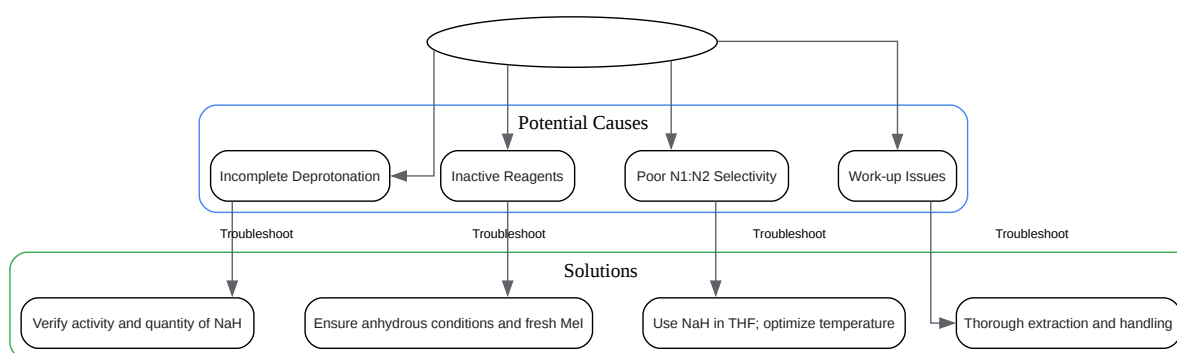 Potential Causes
Incomplete Deprotonation
Inactive Reagents
Poor N1:N2 Selectivity
Work-up Issues
Troubleshoot
Troubleshoot
Troubleshoot
Troubleshoot
Solutions
Verify activity and quantity of NaH
Ensure anhydrous conditions and fresh MeI
Use NaH in THF; optimize temperature
Thorough extraction and handling